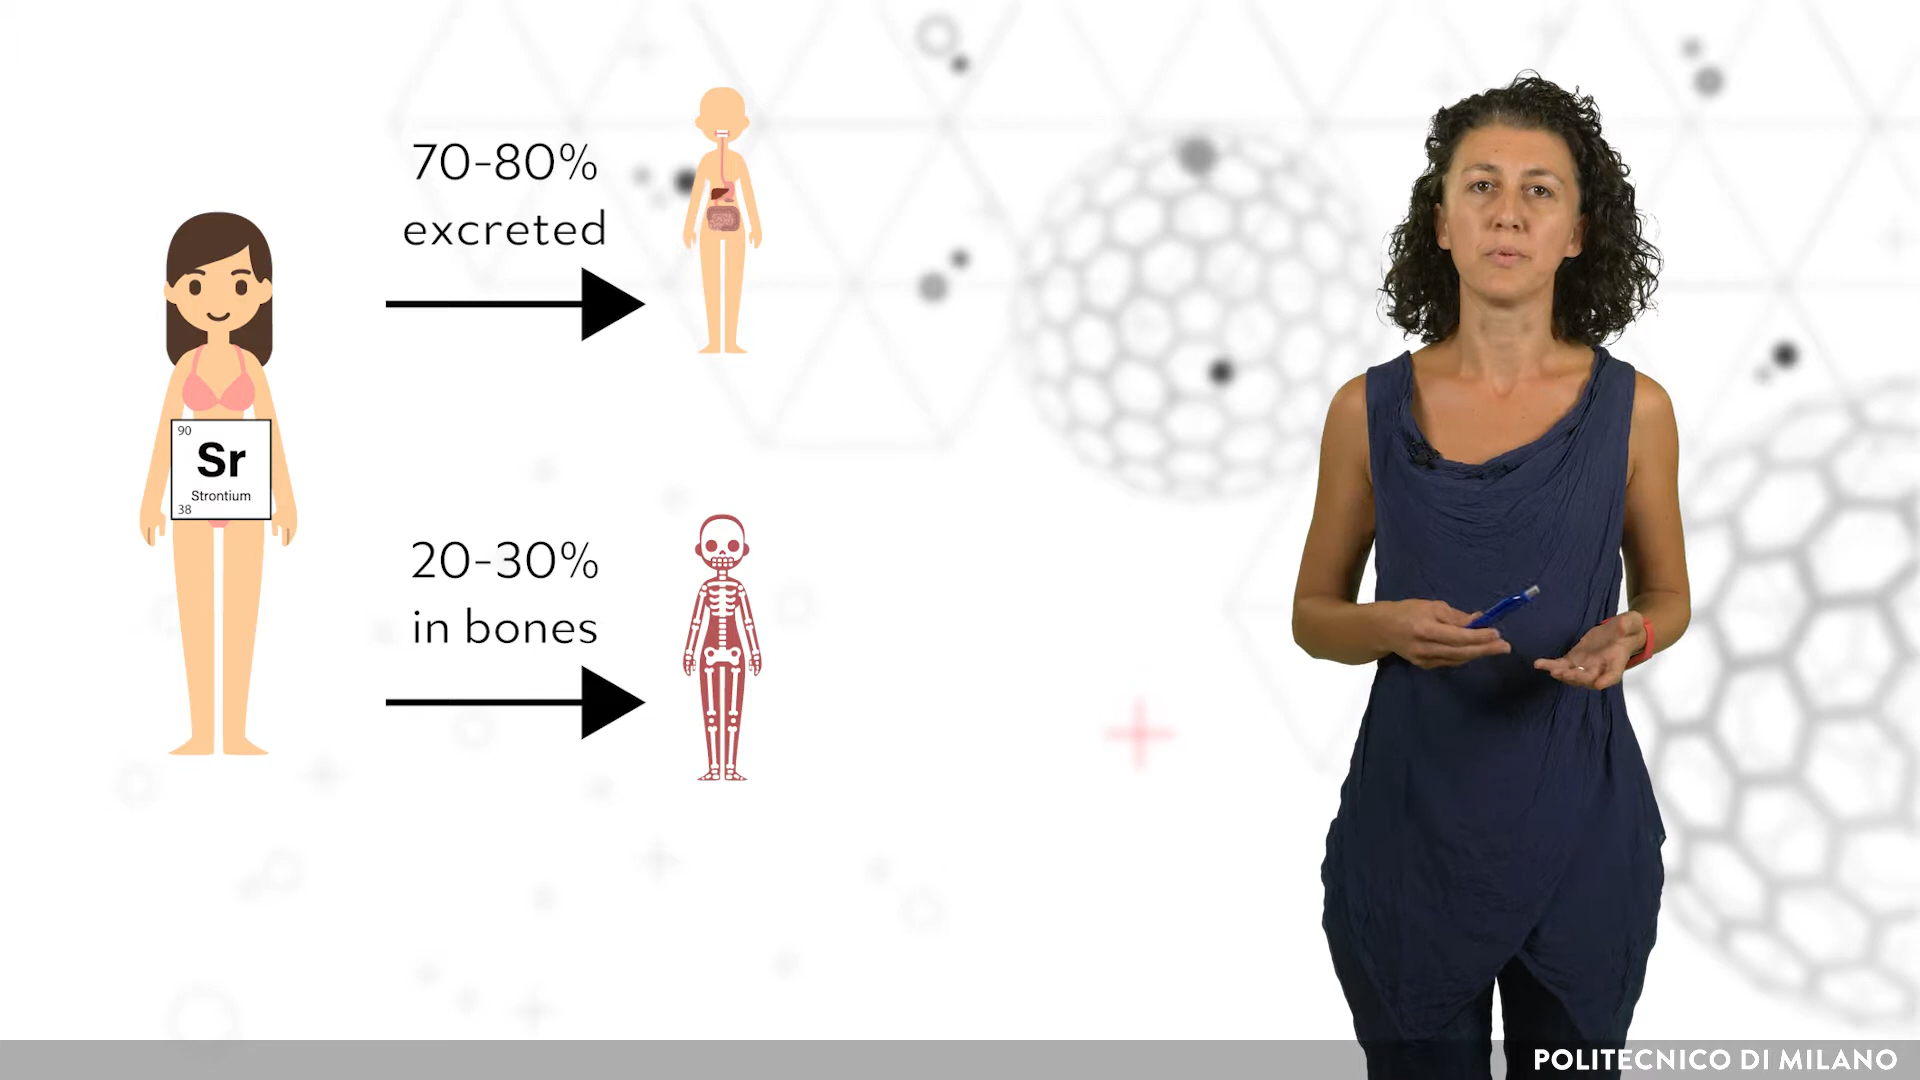 70-80%
excreted
90
Sr
Strontium
38
20-30%
in bones
POLITECNICO DI MILANO